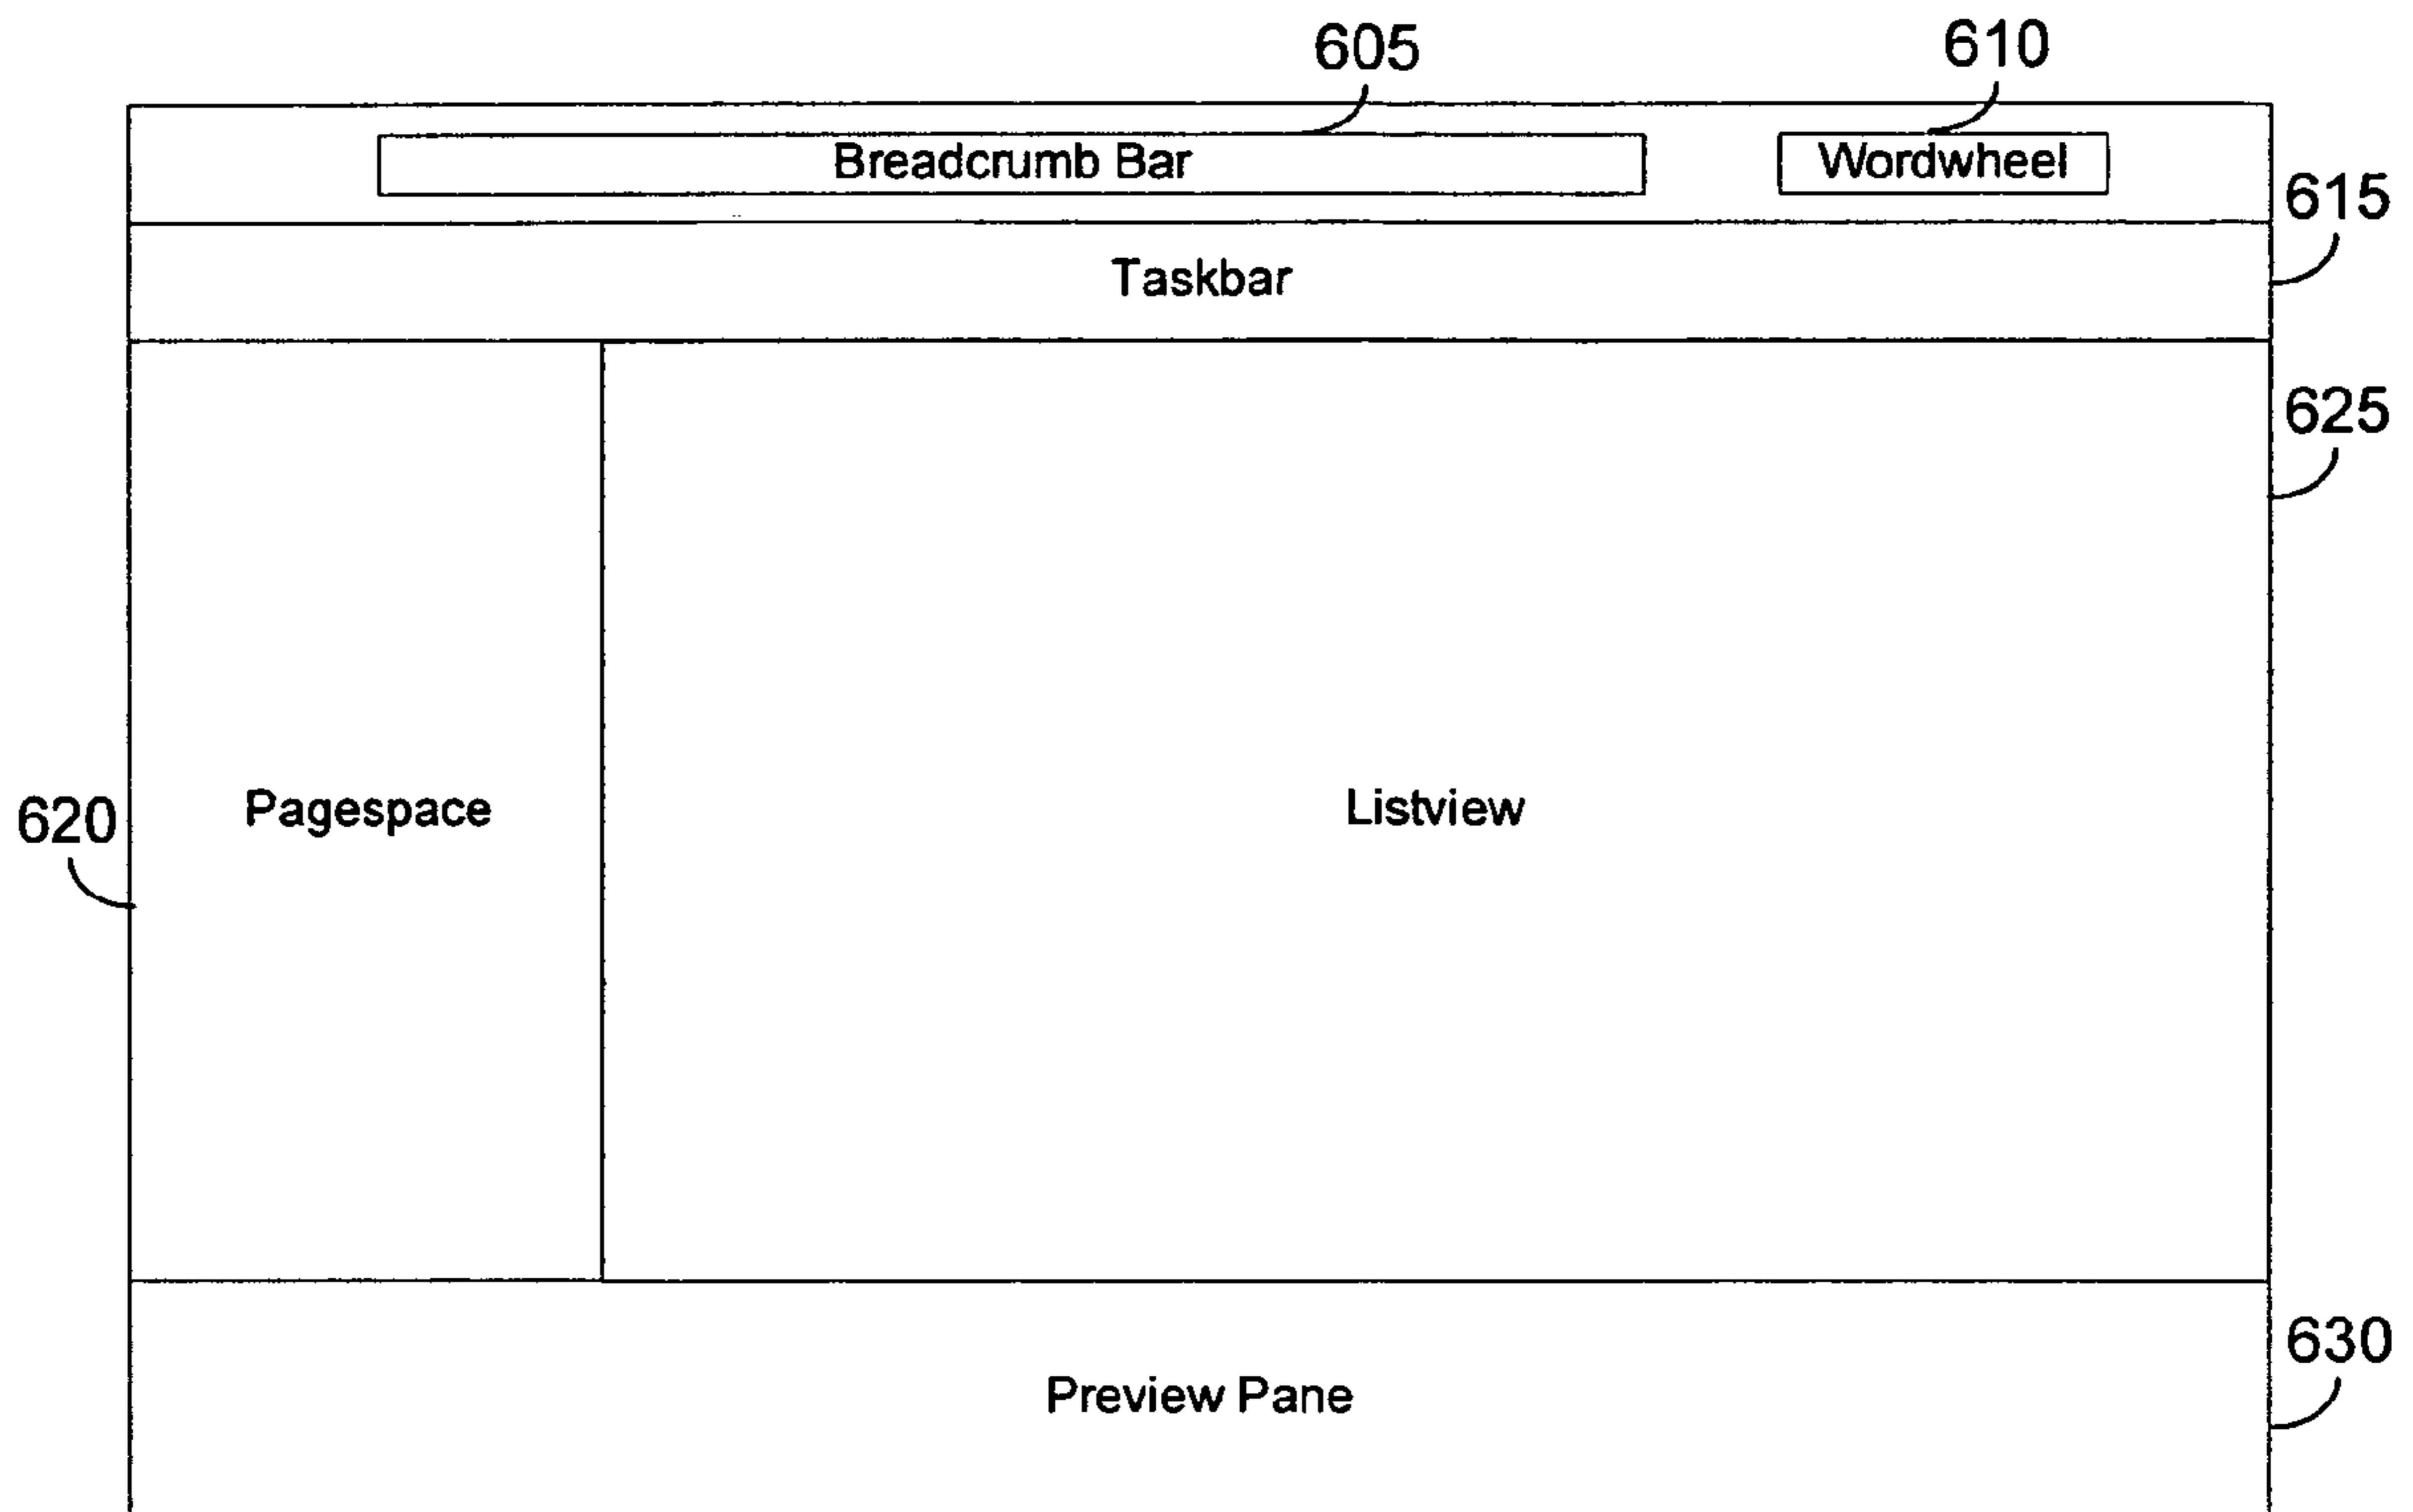 605
610
Breadcrumb Bar
Wordwheel
615
Taskbar
625
620
Pagespace
Listview
630
Preview Pane